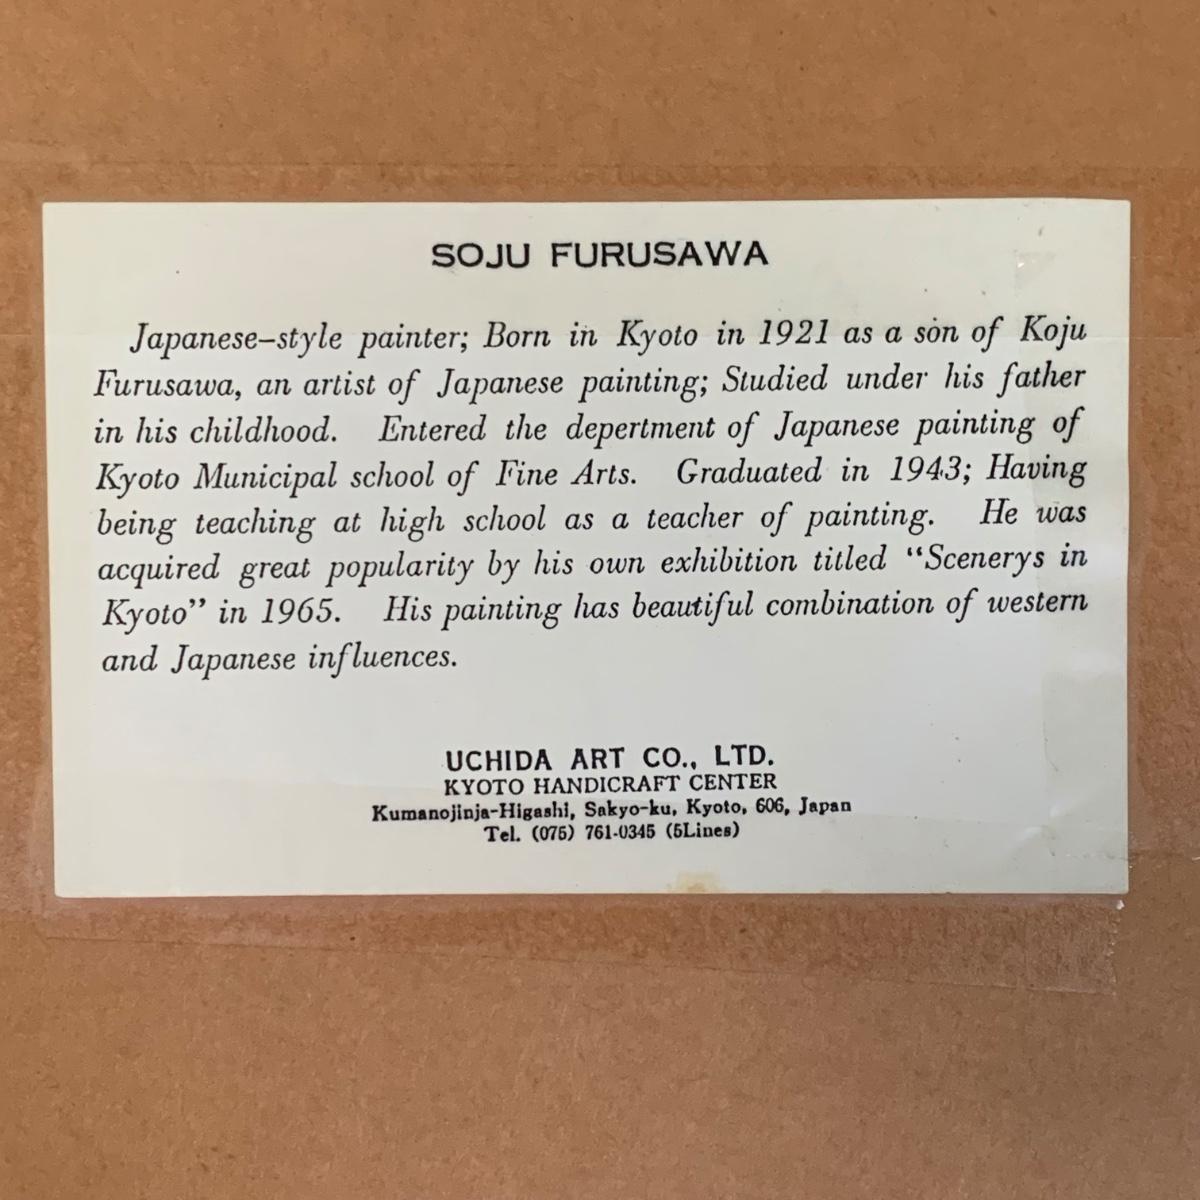 SOJU FURUSAWA
Japanese-style painter; Born in Kyoto in 1921 as a son of Koju
Furusawa, an artist of Japanese painting; Studied under his father
in his childhood. Entered the depertment of Japanese painting of
Kyoto Municipal school of Fine Arts. Graduated in 1943; Having
being teaching at high school as a teacher of painting. He was
acquired great popularity by his own exhibition titled “Scenerys in
Kyoto” in 1965. His painting has beautiful combination of western
and Japanese influences.
UCHIDA ART CO., LTD.
KYOTO HANDICRAFT CENTER
Kumanojinja-Higashi, Sakyo-ku, Kyoto, 606, Japan
Tel. (075) 761-0345 (5Lines)